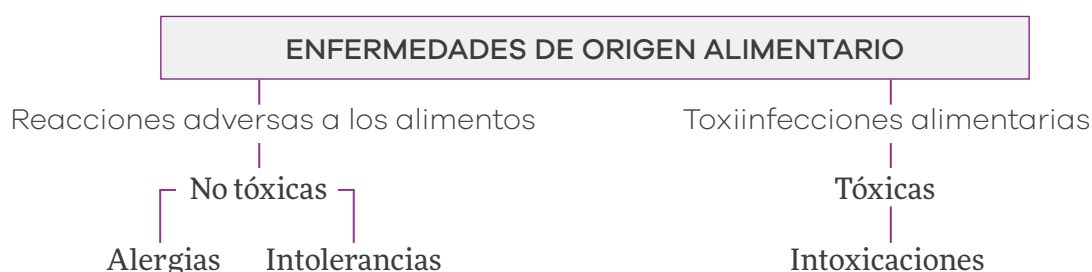 ENFERMEDADES DE ORIGEN ALIMENTARIO
Reacciones adversas a los alimentos
Toxiinfecciones alimentarias
No tóxicas
Tóxicas
Alergias
Intolerancias
Intoxicaciones